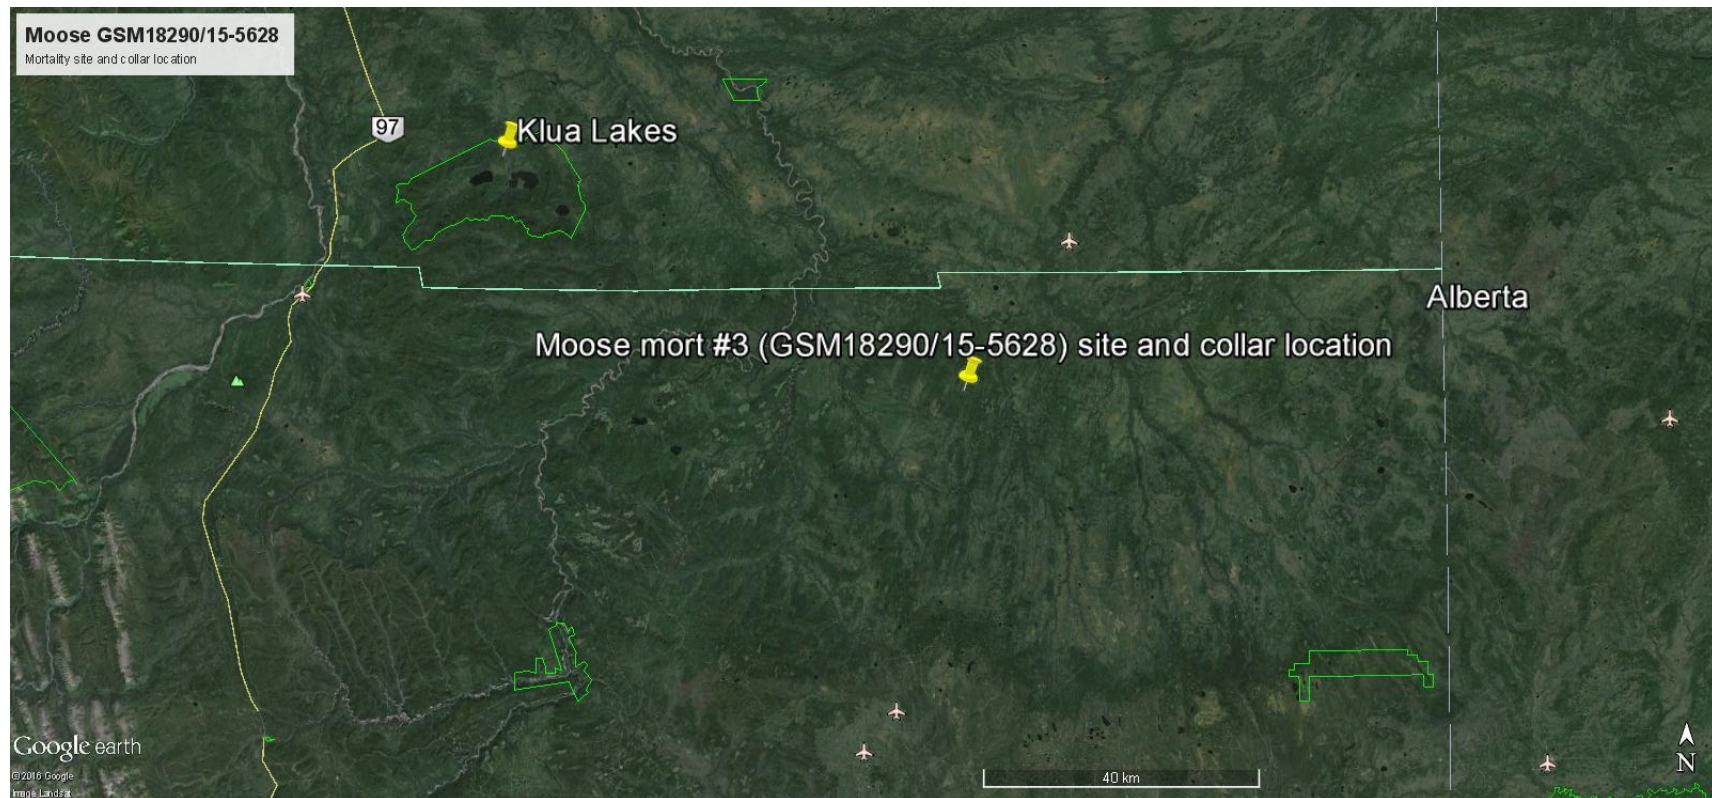 Moose GSM18290/15-5628
Mortality site and collar location
97
Klua Lakes
Alberta
Moose mort #3 (GSM18290/15-5628) site and collar location
Google earth
©2016 Google
Image Landsat
40 km
N